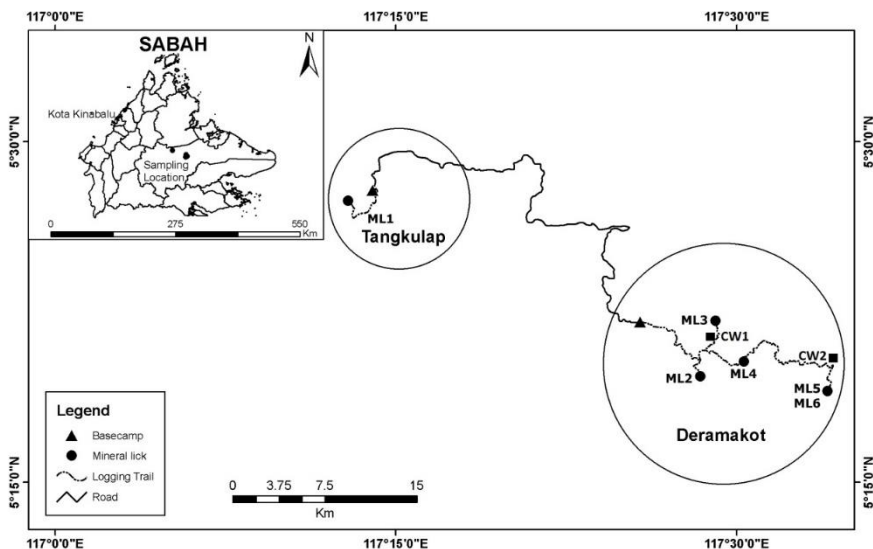 117°0'0"E
117°15'0"E
117°30'0"E
SABAH
N
Kota Kinabalu
Sampling
Location
0 275 550
Km
5°30'0"N
5°30'0"N
ML1
Tangkulap
ML3
CW1
CW2
ML2
ML4
ML5
ML6
Deramakot
Legend
Basecamp
Mineral lick
Logging Trail
Road
0 3.75 7.5 15
Km
5°15'0"N
5°15'0"N
117°0'0"E
117°15'0"E
117°30'0"E